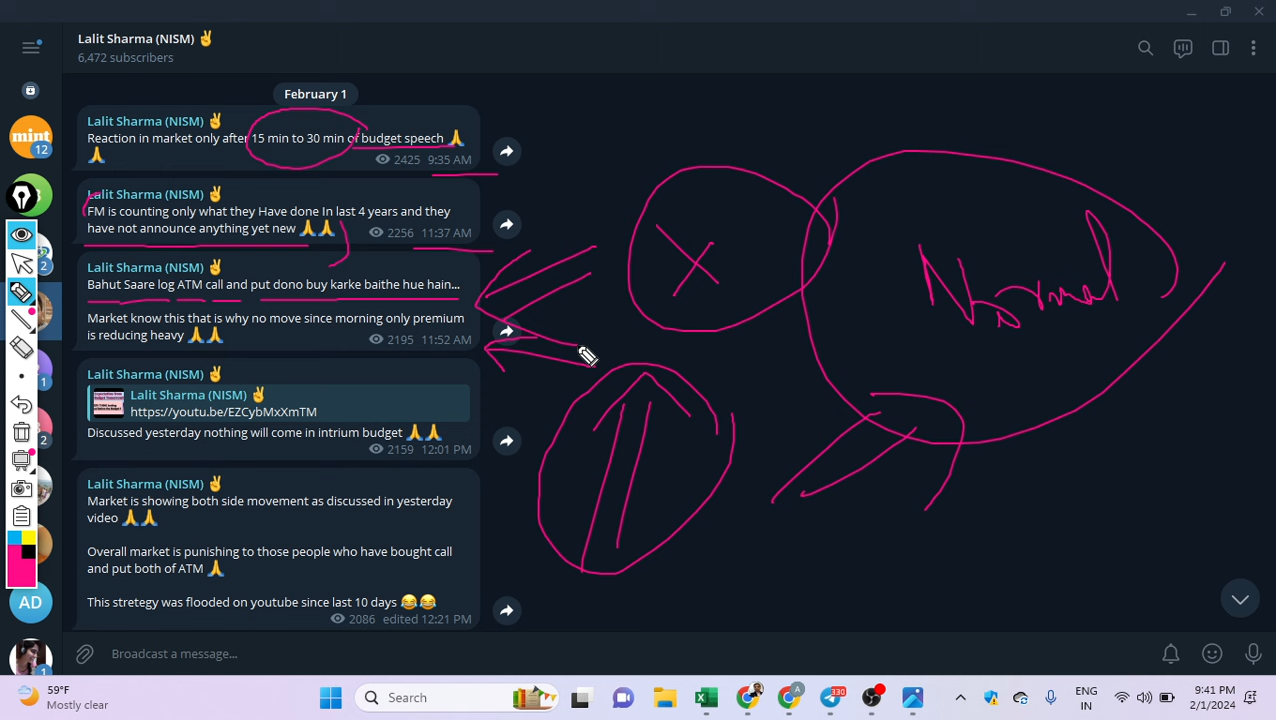 Lalit Sharma (NISM) ✌
6,472 subscribers
February 1
mint
12
Lalit Sharma (NISM) ✌
Reaction in market only after 15 min to 30 min of budget speech 🙏
🙏
2425 9:35 AM
Lalit Sharma (NISM) ✌
FM is counting only what they Have done In last 4 years and they
have not announce anything yet new 🙏🙏
2256 11:37 AM
2
Lalit Sharma (NISM) ✌
Bahut Saare log ATM call end put dono buy karke baithe hue hain...
Market know this that is why no move since morning only premium
is reducing heavy 🙏🙏
2195 11:52 AM
Normal
1
Lalit Sharma (NISM) ✌
Lalit Sharma (NISM) ✌
https://youtu.be/EZCybMxXmTM
Discussed yesterday nothing will come in intrium budget 🙏🙏
2159 12:01 PM
2
Lalit Sharma (NISM) ✌
Market is showing both side movement as discussed in yesterday
video 🙏🙏
Overall market is punishing to those people who have bought call
and put both of ATM 🙏
This stretegy was flooded on youtube since last 10 days 😂😂
2086 edited 12:21 PM
AD
1
Broadcast a message...
59°F
Mostly clear
Search
A
330
ENG
IN
9:41 PM
2/1/2024